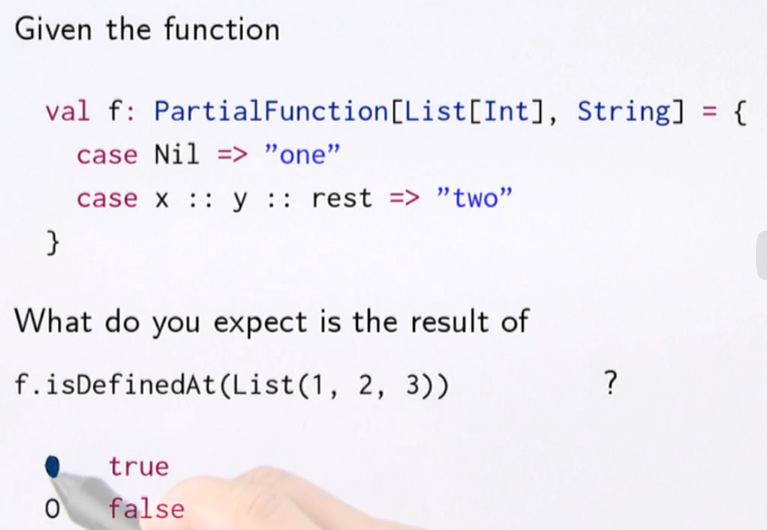 Given the function
val f: PartialFunction[List[Int], String] = {
case Nil => ”one”
case x :: y :: rest => ”two”
}
What do you expect is the result of
f.isDefinedAt(List(1, 2, 3)) ?
true
O false